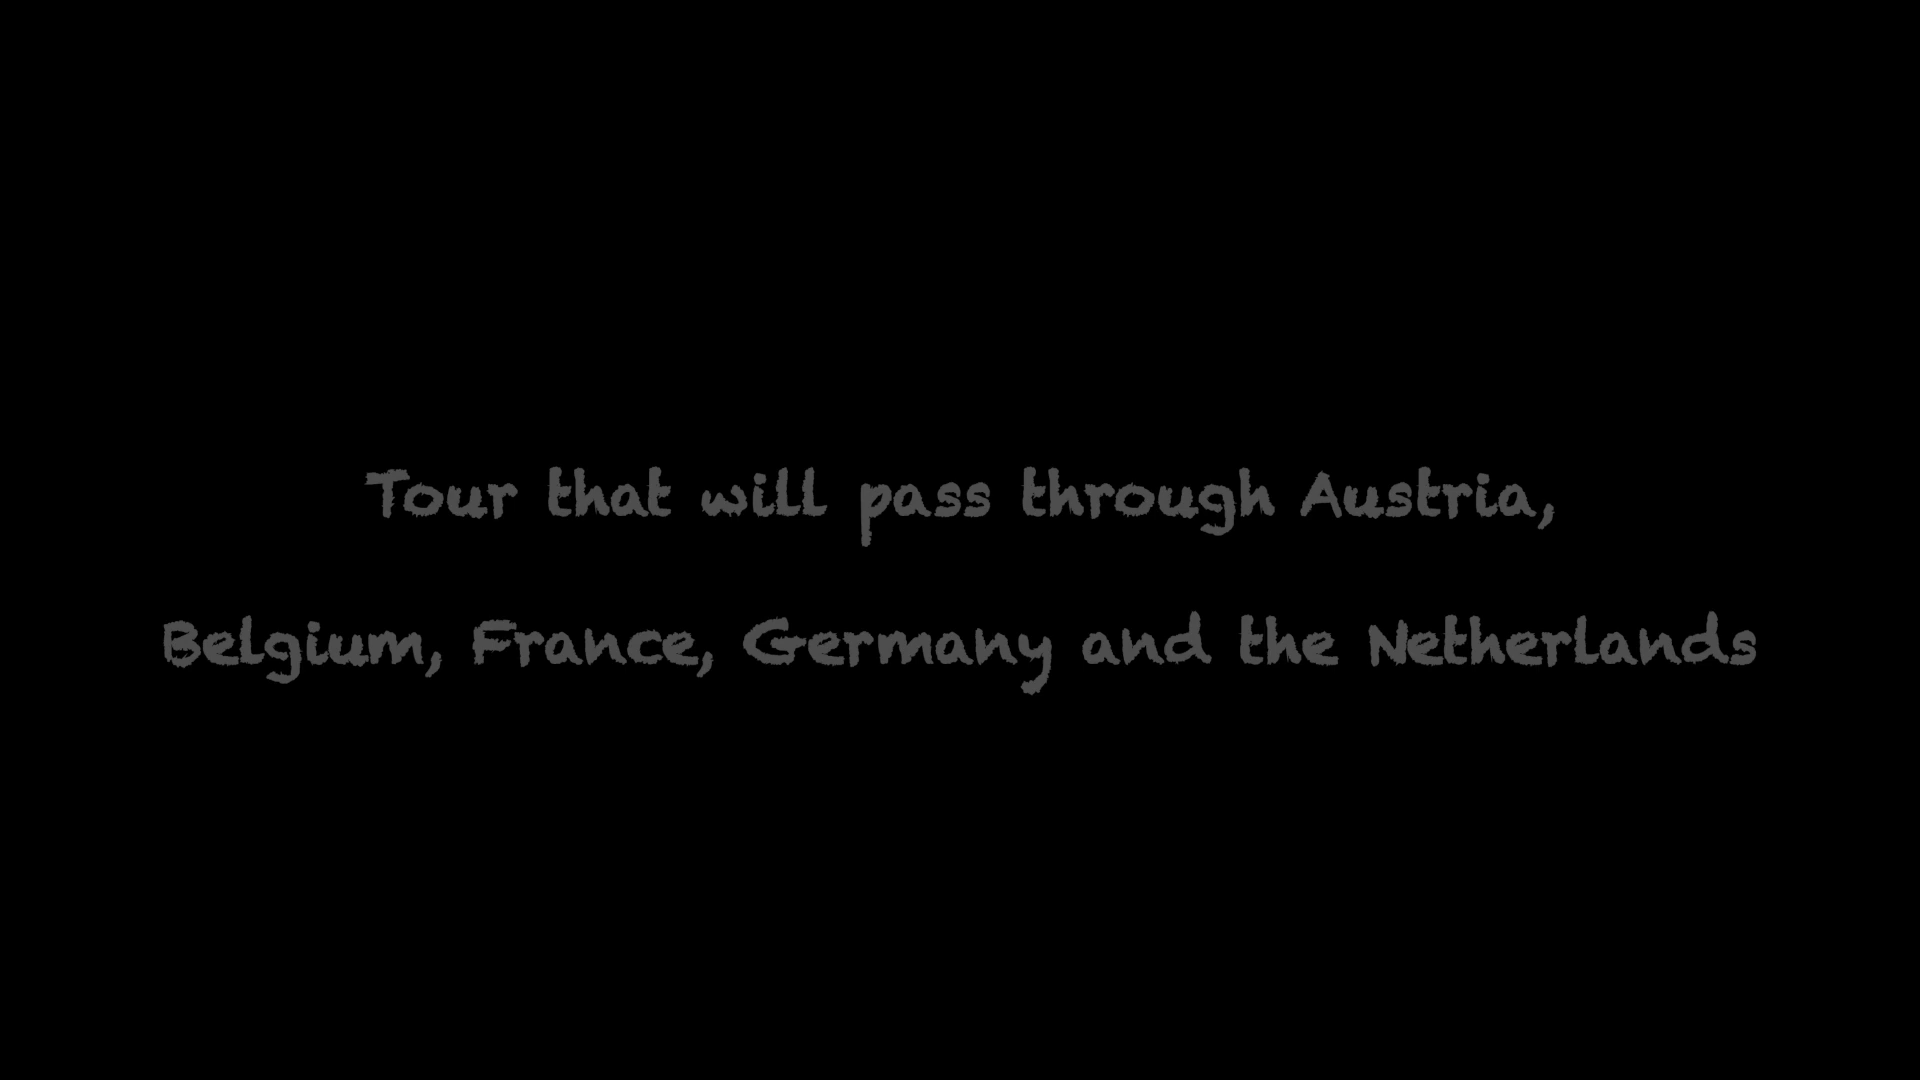 Tour that will pass through Austria,
Belgium, France, Germany and the Netherlands